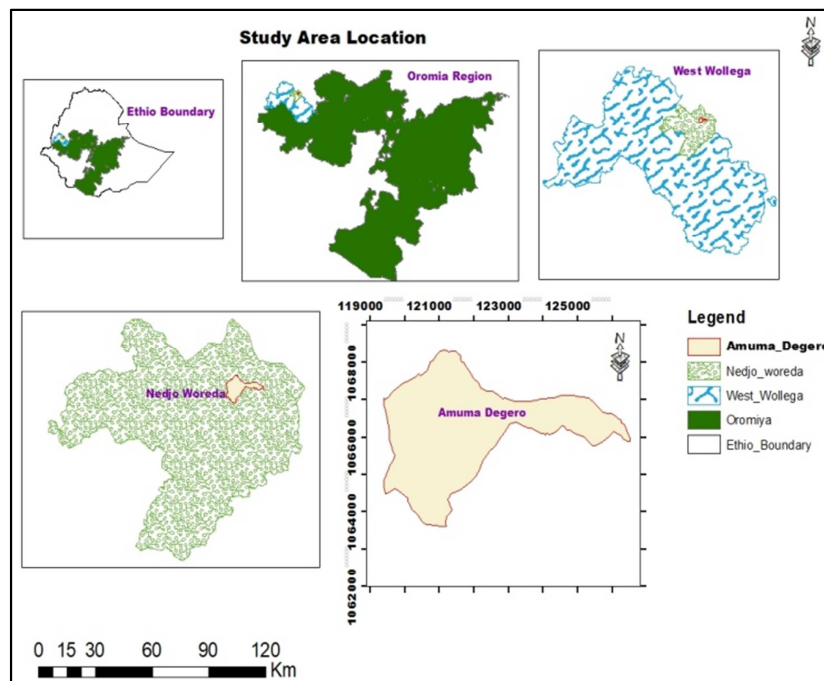 Study Area Location
N
Ethio Boundary
Oromia Region
West Wollega
Nedjo Woreda
119000 121000 123000 125000
1068000
1066000
1064000
1062000
N
Amuma Degero
Legend
Amuma_Degero
Nedjo_woreda
West_Wollega
Oromiya
Ethio_Boundary
0 15 30 60 90 120
Km